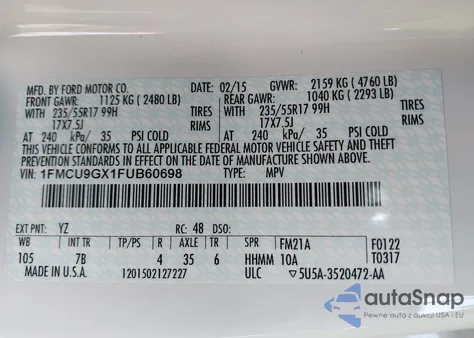 MFD. BY FORD MOTOR CO. DATE: 02/15 GVWR: 2159 KG (4760 LB)
FRONT GAWR: 1125 KG (2480 LB) REAR GAWR: 1040 KG (2293 LB)
WITH 235/55R17 99H TIRES WITH 235/55R17 99H TIRES
17X7.5J RIMS 17X7.5J RIMS
AT 240 kPa/ 35 PSI COLD AT 240 kPa/ 35 PSI COLD
THIS VEHICLE CONFORMS TO ALL APPLICABLE FEDERAL MOTOR VEHICLE SAFETY AND THEFT
PREVENTION STANDARDS IN EFFECT ON THE DATE OF MANUFACTURE SHOWN ABOVE.
VIN: 1FMCU9GX1FUB60698 TYPE: MPV
EXT PNT: YZ RC: 48 DSO:
WB INT TR TP/PS R AXLE TR SPR FM21A F0122
105 7B 4 35 6 HHMM 10A T0317
MADE IN U.S.A. 1201502127227 ULC 5U5A-3520472-AA
autoSnap
Pewne auta z aukcji USA i EU